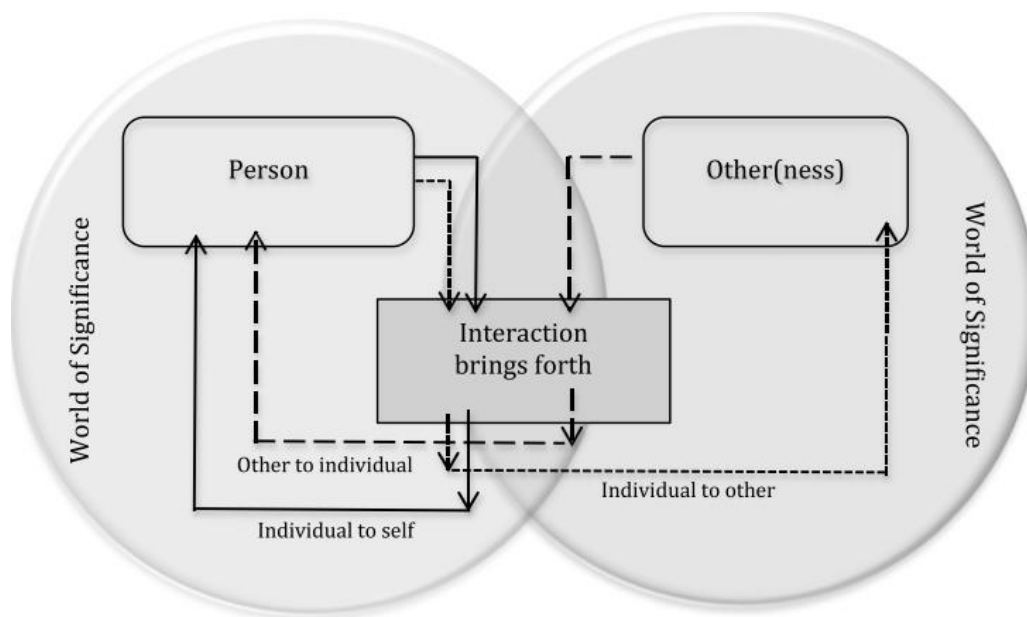 Person
Other(ness)
World of Significance
World of Significance
Interaction
brings forth
Other to individual
Individual to other
Individual to self